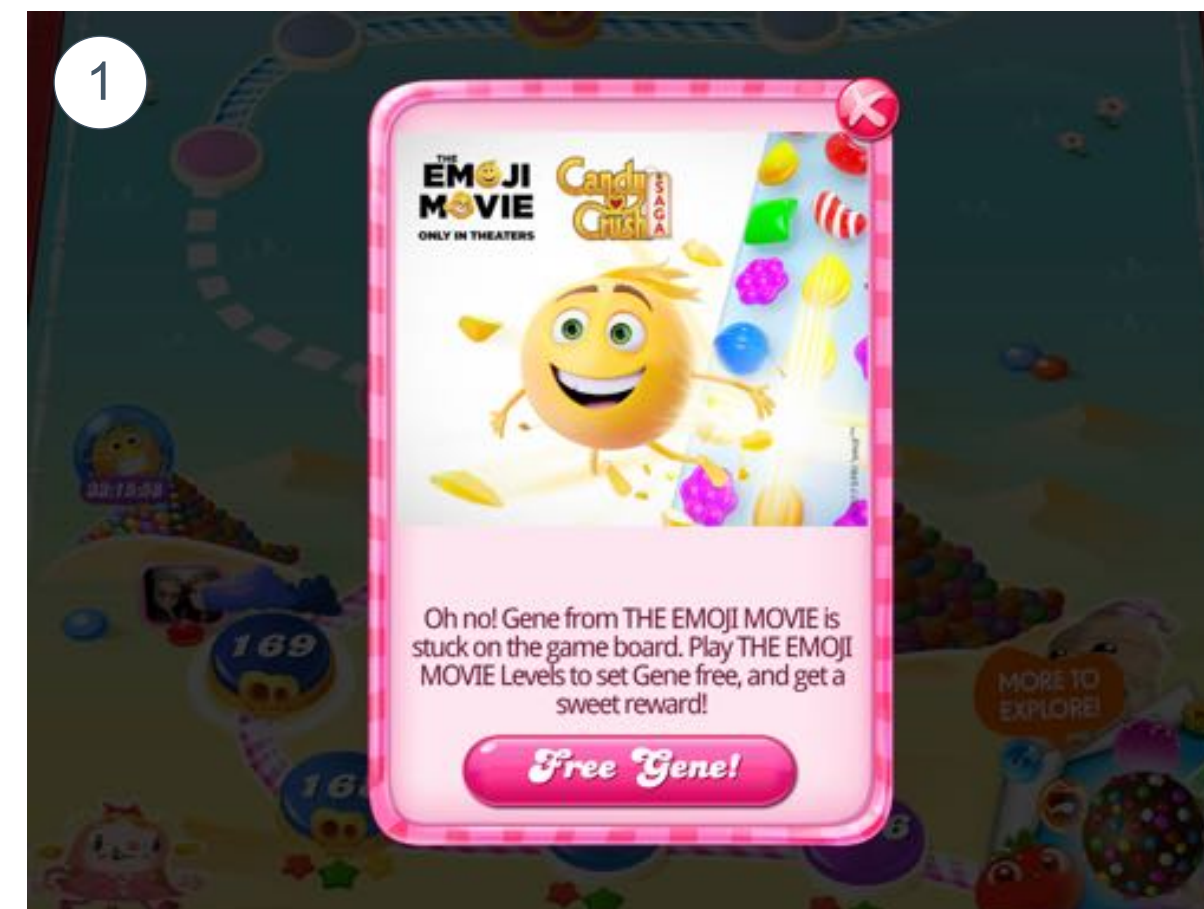 1
THE
EMOJI
MOVIE
ONLY IN THEATERS
Candy
Crush
SAGA
Oh no! Gene from THE EMOJI MOVIE is
stuck on the game board. Play THE EMOJI
MOVIE Levels to set Gene free, and get a
sweet reward!
Free Gene!
169
MORE TO
EXPLORE!